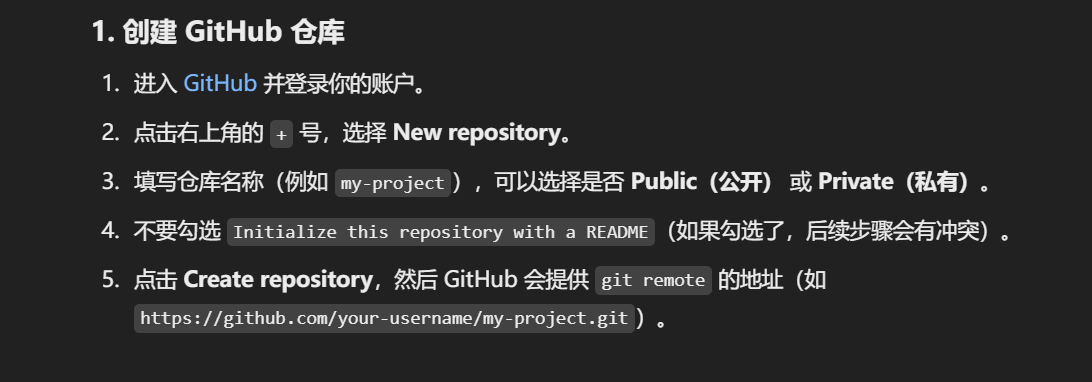 1. 创建 GitHub 仓库
1. 进入 GitHub 并登录你的账户。
2. 点击右上角的 + 号，选择 New repository。
3. 填写仓库名称（例如 my-project），可以选择是否 Public（公开） 或 Private（私有）。
4. 不要勾选 Initialize this repository with a README（如果勾选了，后续步骤会有冲突）。
5. 点击 Create repository，然后 GitHub 会提供 git remote 的地址（如
https://github.com/your-username/my-project.git）。